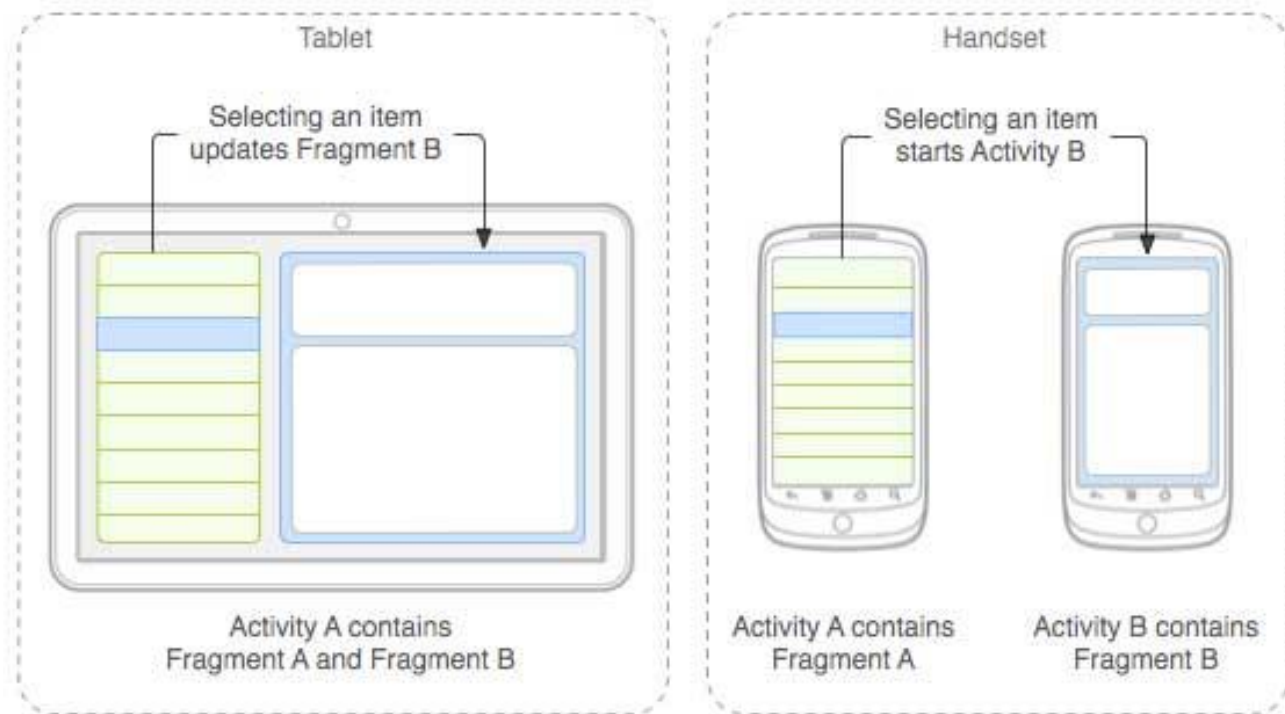 Tablet
Selecting an item
updates Fragment B
Activity A contains
Fragment A and Fragment B
Handset
Selecting an item
starts Activity B
Activity A contains
Fragment A
Activity B contains
Fragment B